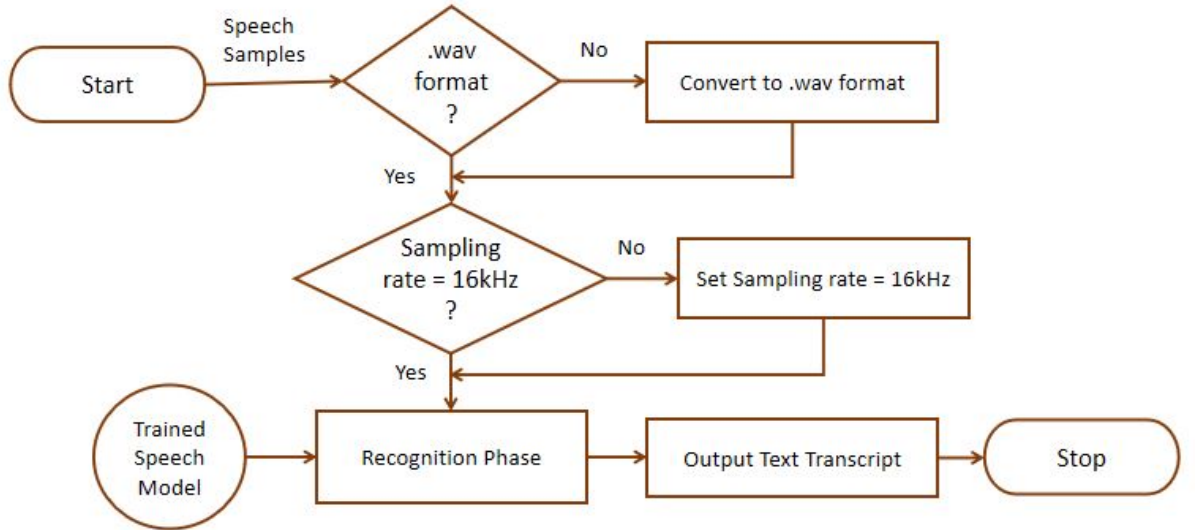 Speech
Samples
Start
.wav
format
?
No
Convert to .wav format
Yes
Sampling
rate = 16kHz
?
No
Set Sampling rate = 16kHz
Yes
Trained
Speech
Model
Recognition Phase
Output Text Transcript
Stop